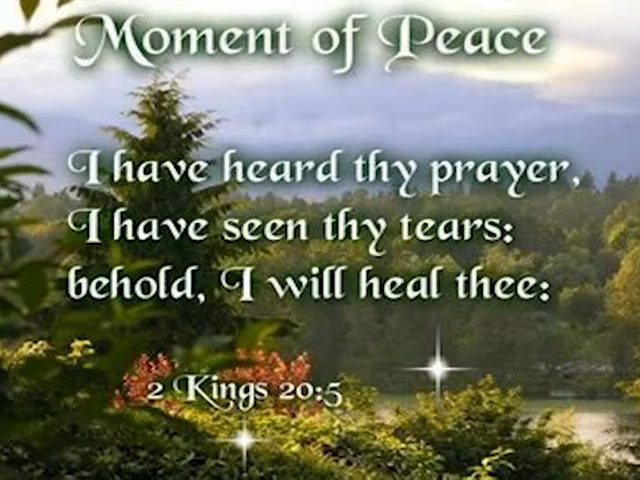 Moment of Peace
I have heard thy prayer,
I have seen thy tears:
behold, I will heal thee:
2 Kings 20:5